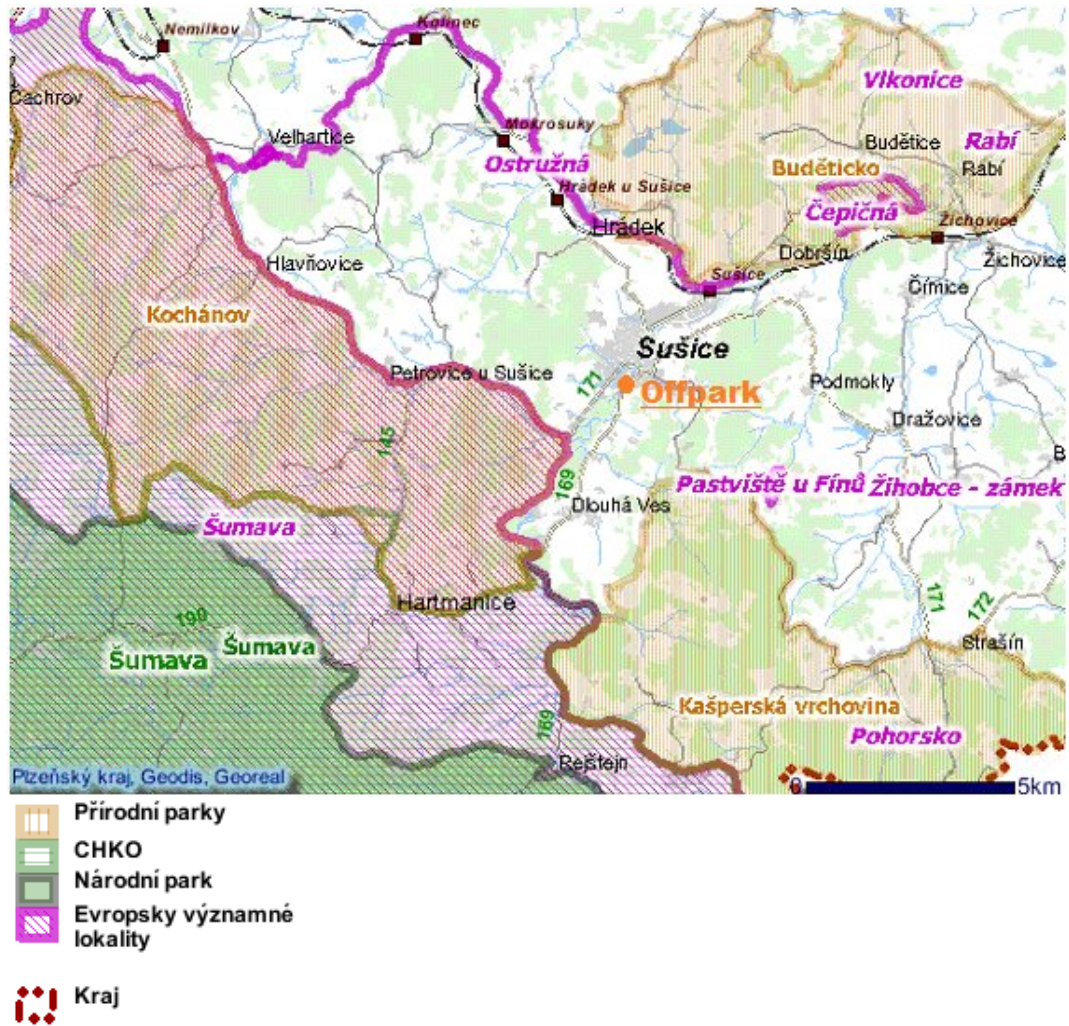 Nemilkov
Kolinec
Čachrov
Vlkonice
Mokrosuky
Velhartice
Budětice
Rabí
Ostružná
Budeticko
Rabí
Hrádek u Sušice
Čepičná
Žichovice
Hrádek
Dobršín
Žichovice
Hlavňovice
Sušice
Čímice
Kochánov
Sušice
Petrovice u Sušice
171
Offpark
Podmokly
Dražovice
145
B
169
Pastviště u Fínů
Žihobce - zámek
Dlouhá Ves
Šumava
171
172
Hartmanice
190
Šumava
Šumava
Strašín
Kašperská vrchovina
169
Pohorsko
Rejštejn
Plzeňský kraj, Geodis, Georeal
0
5km
Přírodní parky
CHKO
Národní park
Evropsky významné
lokality
Kraj